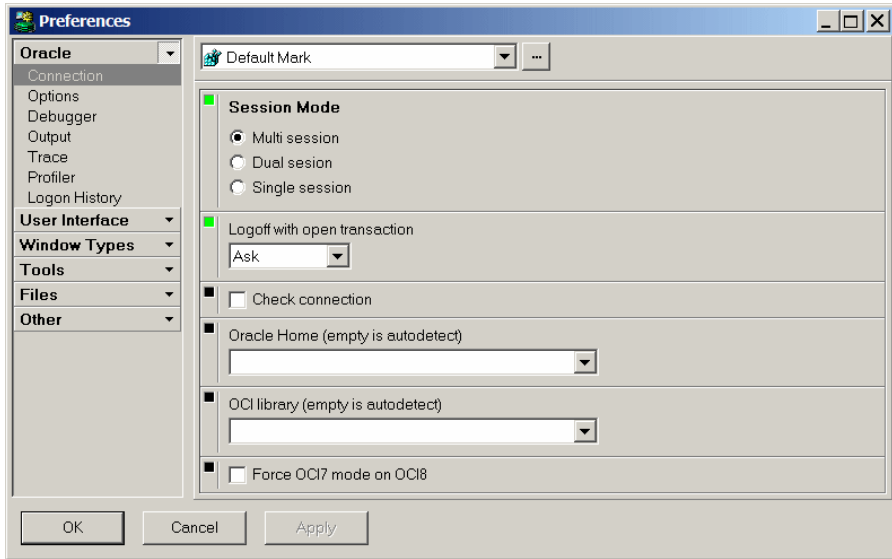 Preferences
Oracle
Connection
Options
Debugger
Output
Trace
Profiler
Logon History
User Interface
Window Types
Tools
Files
Other
Default Mark
...
Session Mode
Multi session
Dual sesion
Single session
Logoff with open transaction
Ask
Check connection
Oracle Home (empty is autodetect)
OCI library (empty is autodetect)
Force OCI7 mode on OCI8
OK
Cancel
Apply